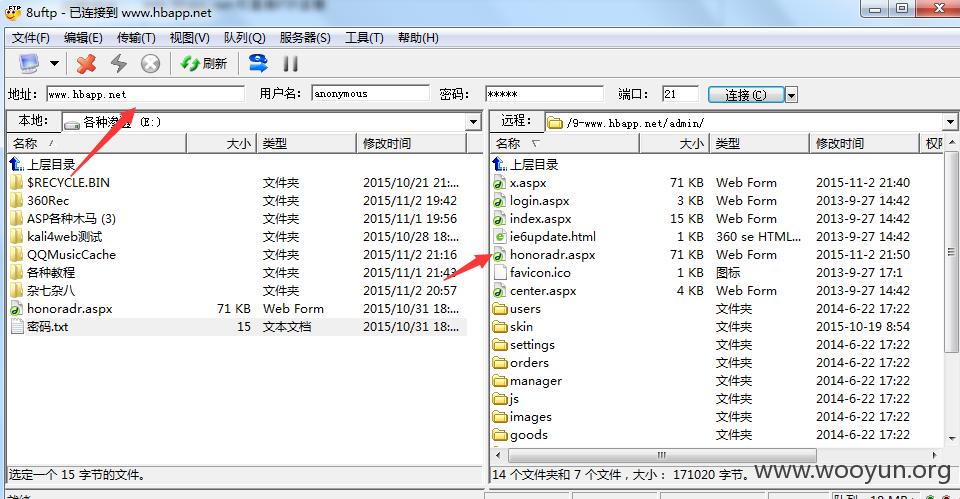 8uftp - 已连接到 www.hbapp.net
文件(F) 编辑(E) 传输(T) 视图(V) 队列(Q) 服务器(S) 工具(T) 帮助(H)
刷新
地址: www.hbapp.net 用户名: anonymous 密码: ***** 端口: 21 连接(C)
本地: 各种渗透 (E:) 远程: /9-www.hbapp.net/admin/
名称 大小 类型 修改时间 名称 大小 类型 修改时间 权限
上层目录 上层目录
$RECYCLE.BIN 文件夹 2015/10/21 21:... x.aspx 71 KB Web Form 2015-11-2 21:40
360Rec 文件夹 2015/11/2 19:42 login.aspx 3 KB Web Form 2013-9-27 14:42
ASP各种木马 (3) 文件夹 2015/11/1 19:56 index.aspx 15 KB Web Form 2013-9-27 14:42
kali4web测试 文件夹 2015/10/28 18:... ie6update.html 1 KB 360 se HTML... 2013-9-27 14:42
QQMusicCache 文件夹 2015/11/2 21:16 honoradr.aspx 71 KB Web Form 2015-11-2 21:50
各种教程 文件夹 2015/11/1 21:43 favicon.ico 1 KB 图标 2013-9-27 17:1
杂七杂八 文件夹 2015/11/2 20:57 center.aspx 4 KB Web Form 2013-9-27 14:42
honoradr.aspx 71 KB Web Form 2015/10/31 18:... users 文件夹 2014-6-22 17:22
密码.txt 15 文本文档 2015/10/31 18:... skin 文件夹 2015-10-19 8:54
settings 文件夹 2014-6-22 17:22
orders 文件夹 2014-6-22 17:22
manager 文件夹 2014-6-22 17:22
js 文件夹 2014-6-22 17:22
images 文件夹 2014-6-22 17:22
goods 文件夹 2014-6-22 17:22
选定一个 15 字节的文件。 14 个文件夹和 7 个文件，大小： 171020 字节。
www.wooyun.org